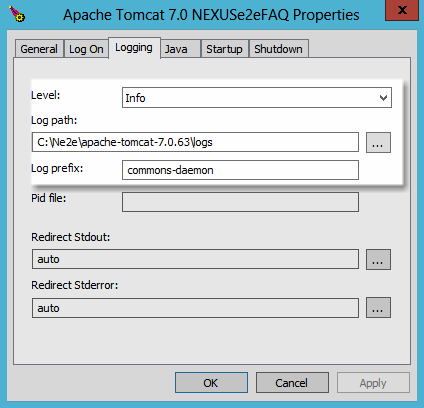 Apache Tomcat 7.0 NEXUSe2eFAQ Properties
x
General Log On Logging Java Startup Shutdown
Level: Info
Log path:
C:\Ne2e\apache-tomcat-7.0.63\logs ...
Log prefix: commons-daemon
Pid file:
Redirect Stdout:
auto ...
Redirect Stderror:
auto ...
OK Cancel Apply